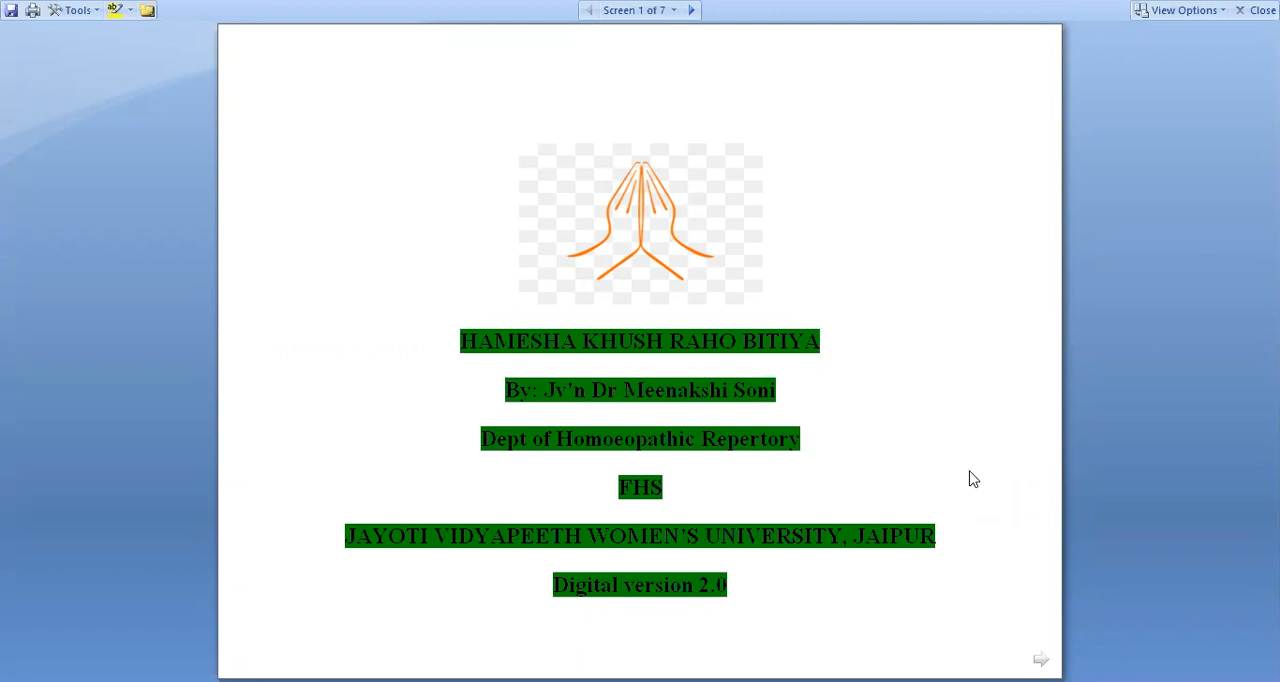 Tools
Screen 1 of 7
View Options
Close
HAMESHA KHUSH RAHO BITIYA
By: Jv'n Dr Meenakshi Soni
Dept of Homoeopathic Repertory
FHS
JAYOTI VIDYAPEETH WOMEN'S UNIVERSITY, JAIPUR
Digital version 2.0